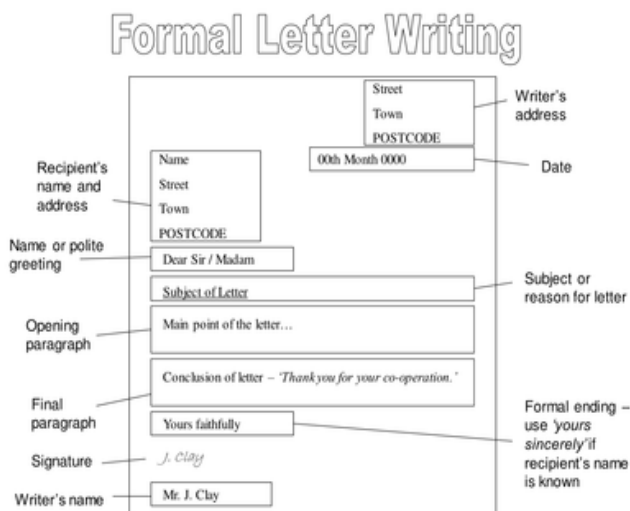 Formal Letter Writing
Street
Town
POSTCODE
Writer's
address
00th Month 0000
Date
Recipient's
name and
address
Name
Street
Town
POSTCODE
Name or polite
greeting
Dear Sir / Madam
Subject of Letter
Subject or
reason for letter
Opening
paragraph
Main point of the letter…
Final
paragraph
Conclusion of letter – 'Thank you for your co-operation.'
Yours faithfully
Formal ending –
use 'yours
sincerely' if
recipient's name
is known
Signature
J. Clay
Writer's name
Mr. J. Clay